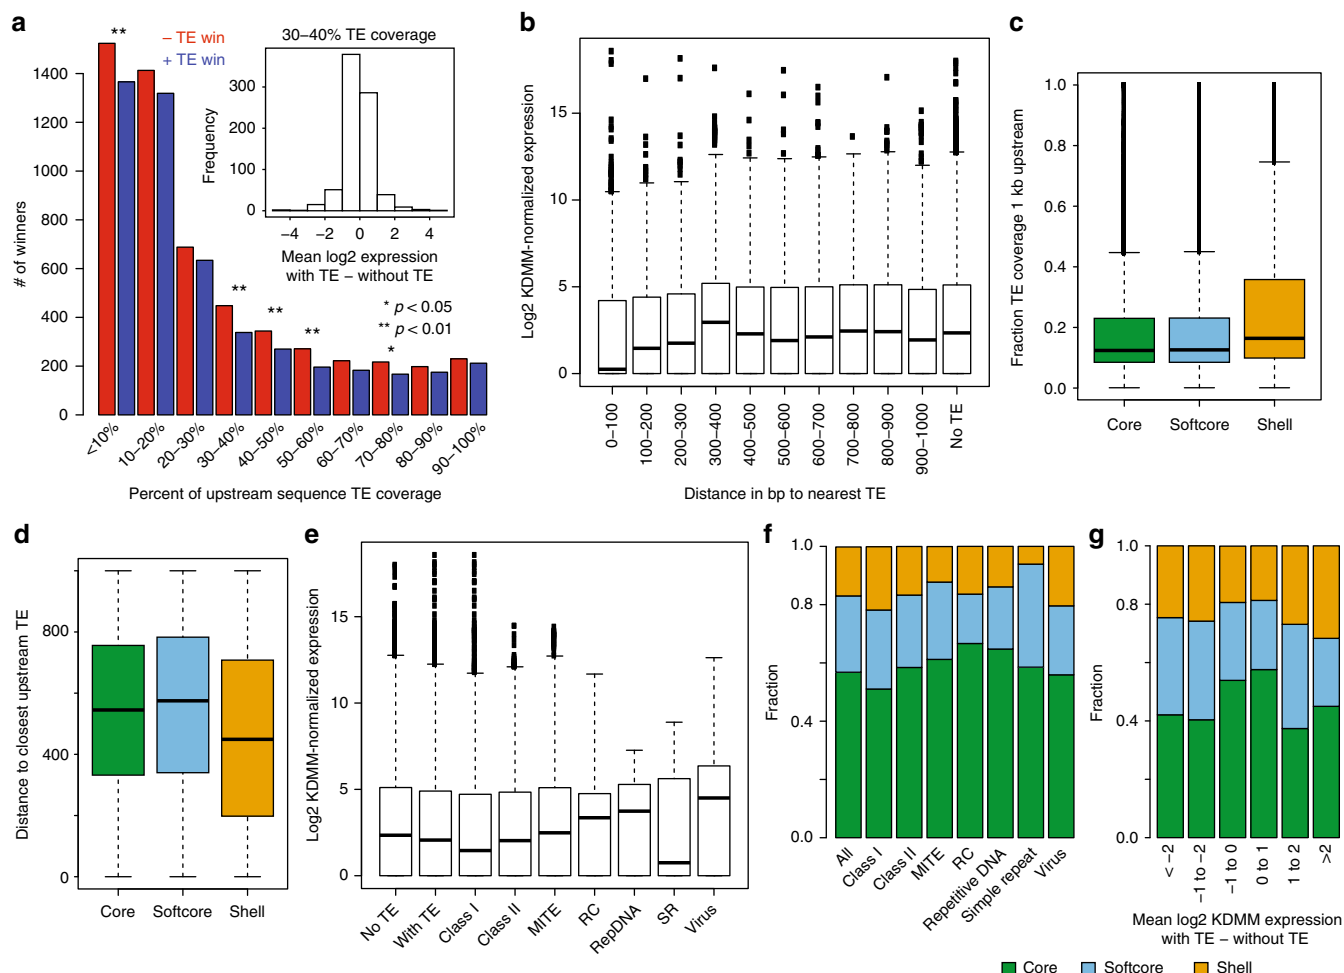 a
**
– TE win
+ TE win
30–40% TE coverage
Frequency
300
100
0
−4 −2 0 2 4
Mean log2 expression
with TE − without TE
# of winners
1400
1200
1000
800
600
400
200
0
** ** **
*
* p < 0.05
** p < 0.01
<10% 10–20% 20–30% 30–40% 40–50% 50–60% 60–70% 70–80% 80–90% 90–100%
Percent of upstream sequence TE coverage
b
Log2 KDMM-normalized expression
15
10
5
0
0–100 100–200 200–300 300–400 400–500 500–600 600–700 700–800 800–900 900–1000 No TE
Distance in bp to nearest TE
c
Fraction TE coverage 1 kb upstream
1.0
0.8
0.6
0.4
0.2
0.0
Core Softcore Shell
d
Distance to closest upstream TE
800
400
0
Core Softcore Shell
e
Log2 KDMM-normalized expression
15
10
5
0
No TE With TE Class I Class II MITE RC RepDNA SR Virus
f
Fraction
1.0
0.8
0.4
0.0
All Class I Class II MITE RC Repetitive DNA Simple repeat Virus
g
Fraction
1.0
0.8
0.4
0.0
< −2 −1 to −2 −1 to 0 0 to 1 1 to 2 >2
Mean log2 KDMM expression
with TE − without TE
Core Softcore Shell